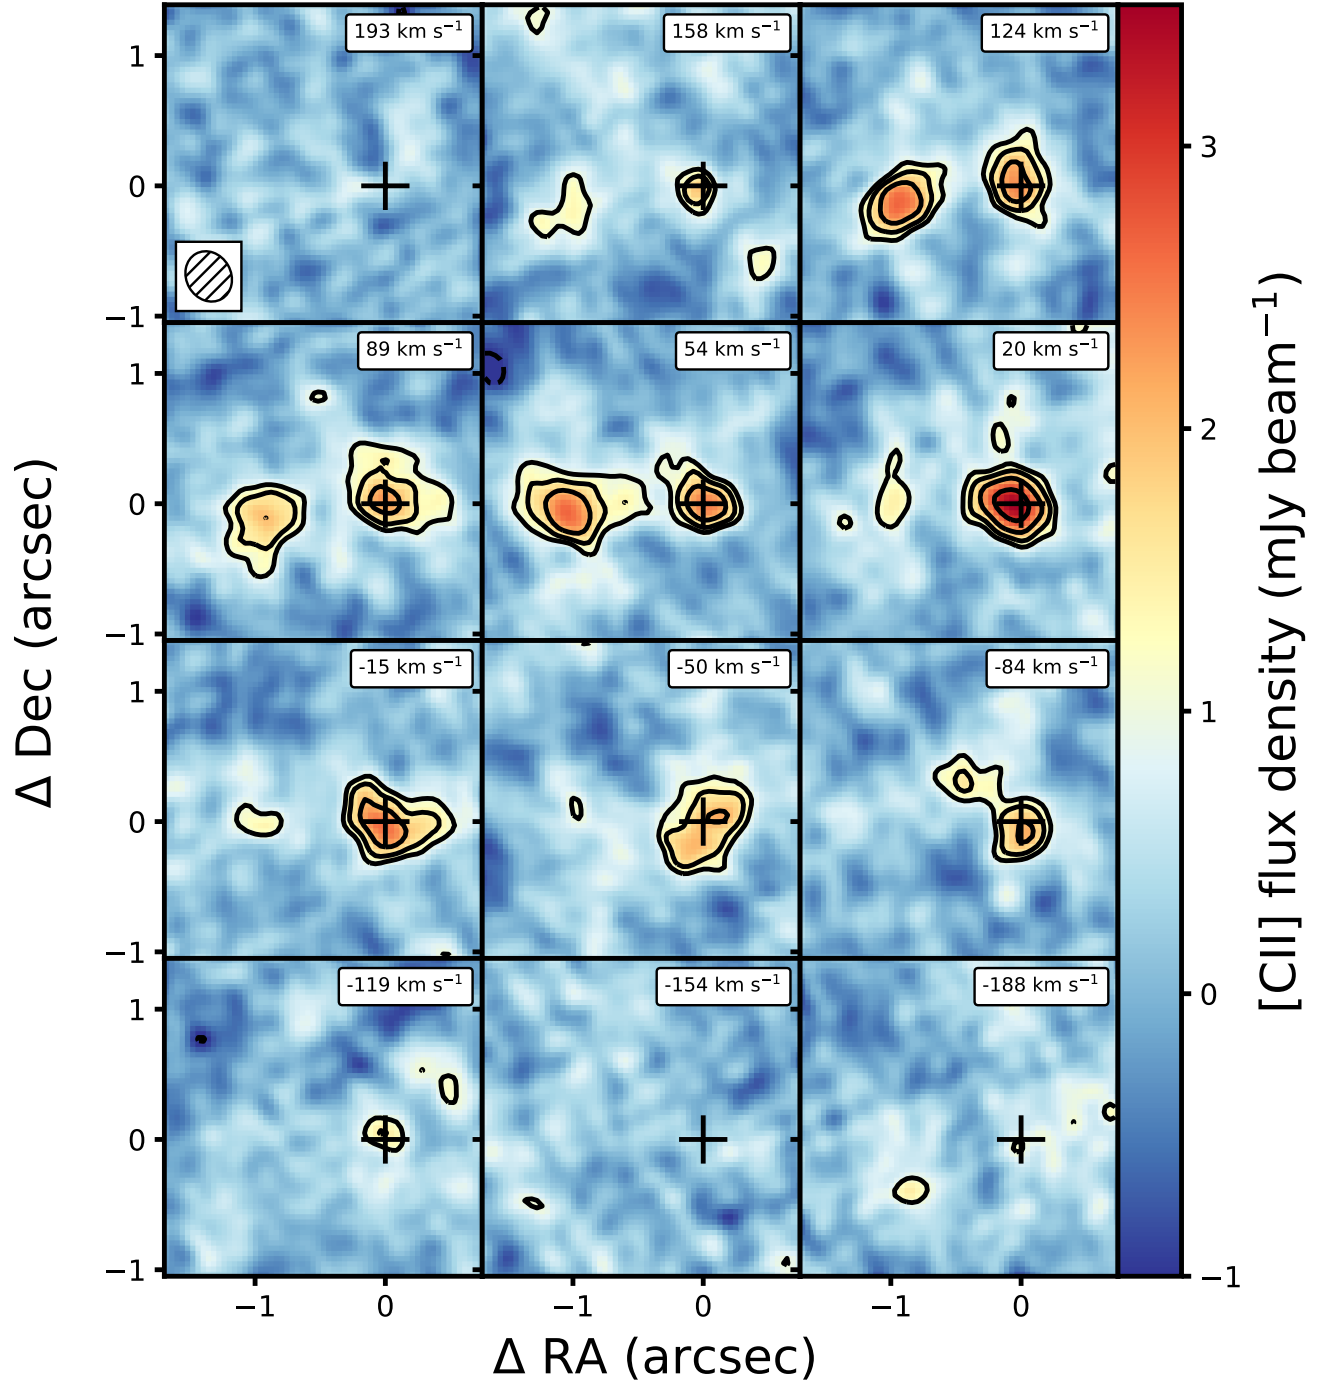 193 km s⁻¹
158 km s⁻¹
124 km s⁻¹
1
0
−1
89 km s⁻¹
54 km s⁻¹
20 km s⁻¹
1
0
−1
-15 km s⁻¹
-50 km s⁻¹
-84 km s⁻¹
1
0
−1
-119 km s⁻¹
-154 km s⁻¹
-188 km s⁻¹
1
0
−1
−1
0
−1
0
−1
0
Δ RA (arcsec)
Δ Dec (arcsec)
3
2
1
0
−1
[CII] flux density (mJy beam⁻¹)